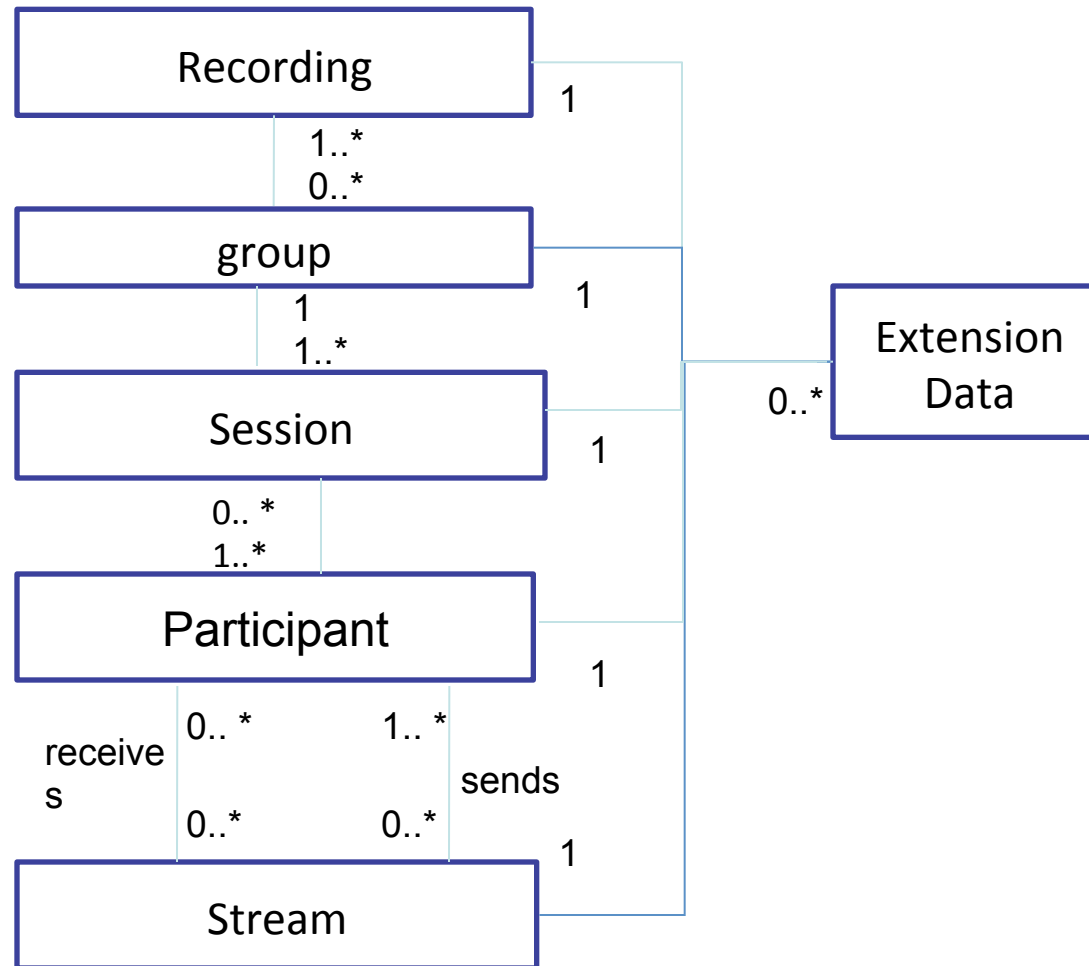 Recording
1
1..*
0..*
group
1
1
1..*
Extension
Data
0..*
Session
1
0.. *
1..*
Participant
1
0.. *
1.. *
receive
s
sends
0..*
0..*
1
Stream